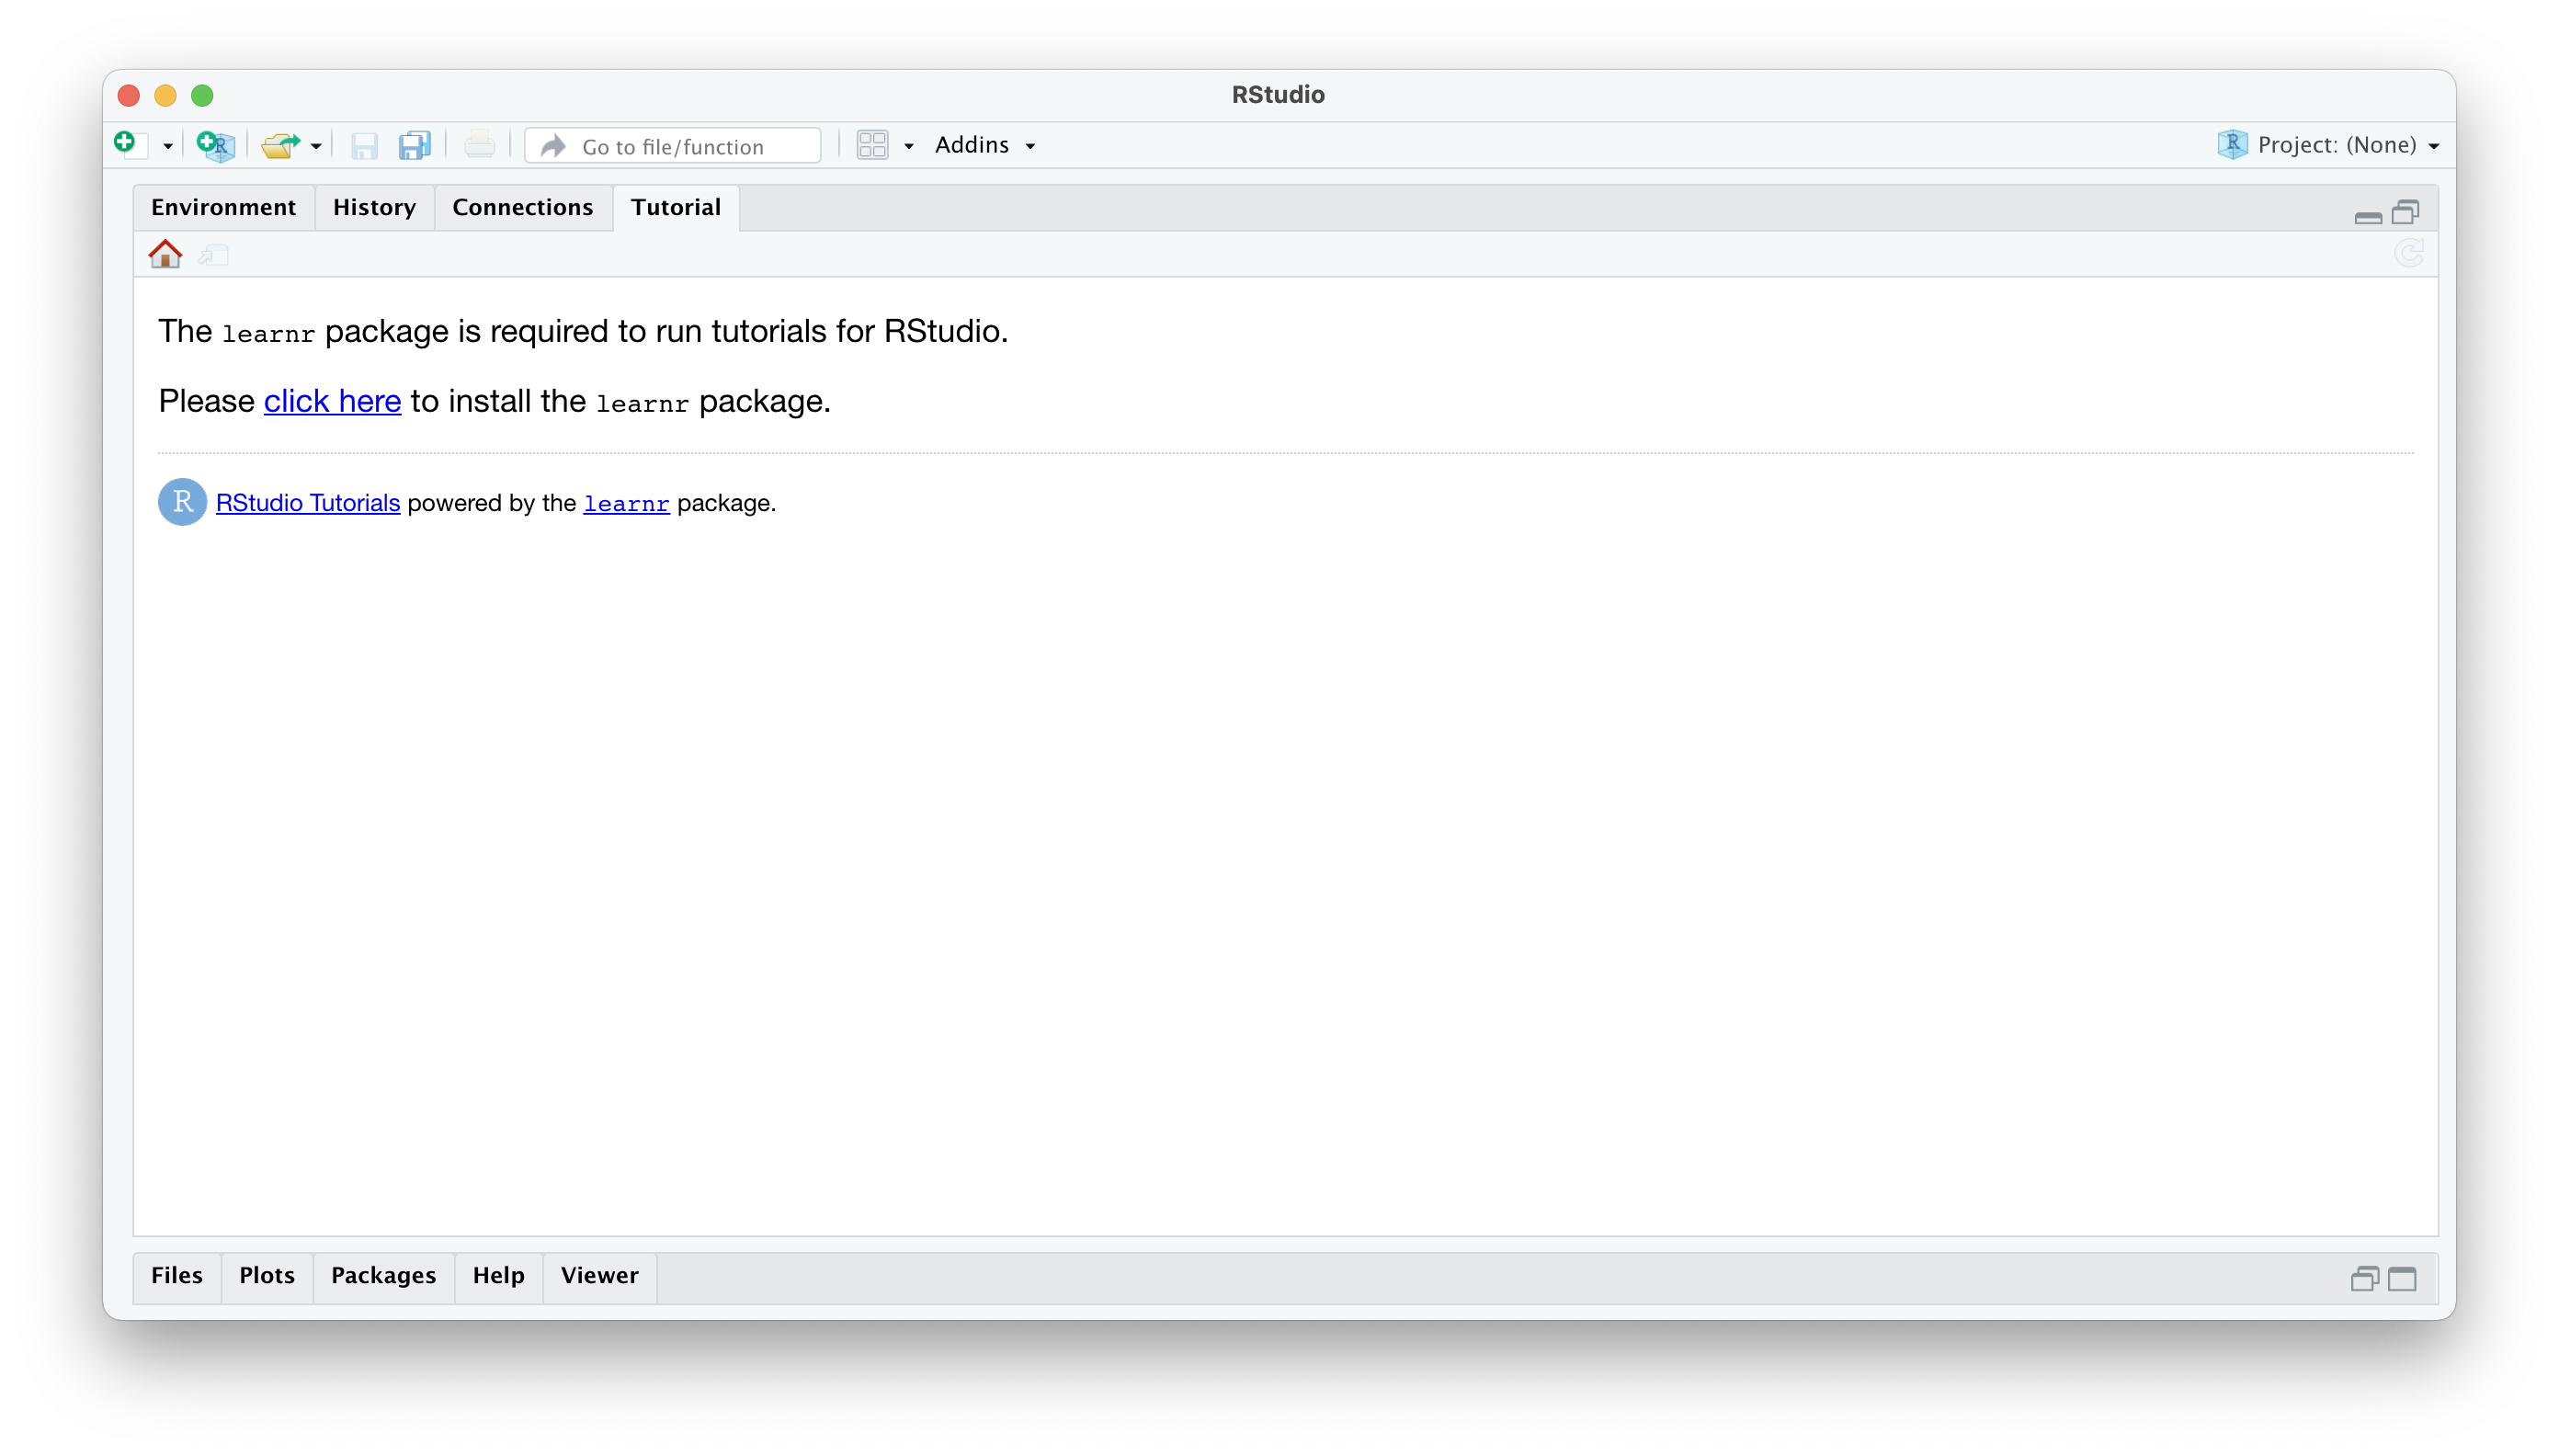 RStudio
R
Go to file/function
Addins
R Project: (None)
Environment History Connections Tutorial
The learnr package is required to run tutorials for RStudio.
Please click here to install the learnr package.
R RStudio Tutorials powered by the learnr package.
Files Plots Packages Help Viewer